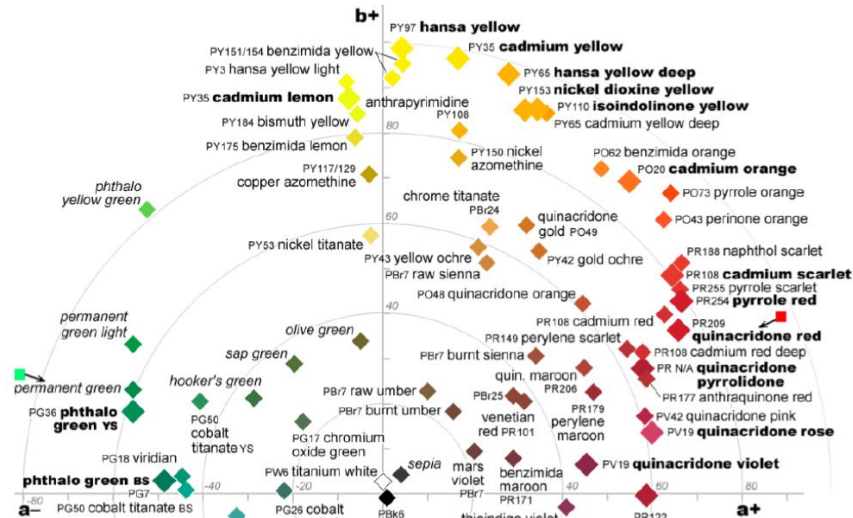 b+
PY97 hansa yellow
PY35 cadmium yellow
PY151/154 benzimida yellow
PY3 hansa yellow light
PY65 hansa yellow deep
PY153 nickel dioxine yellow
PY35 cadmium lemon
anthrapyrimidine
PY108
PY110 isoindolinone yellow
PY65 cadmium yellow deep
PY184 bismuth yellow
80
PY175 benzimida lemon
PY150 nickel
azomethine
PO62 benzimida orange
PO20 cadmium orange
PY117/129
copper azomethine
phthalo
yellow green
chrome titanate
PBr24
PO73 pyrrole orange
quinacridone
gold PO49
PO43 perinone orange
60
PY53 nickel titanate
PY43 yellow ochre
PBr7 raw sienna
PY42 gold ochre
PR188 naphthol scarlet
PR108 cadmium scarlet
PR255 pyrrole scarlet
PR254 pyrrole red
PO48 quinacridone orange
40
permanent
green light
olive green
PR108 cadmium red
PR209
quinacridone red
PR149 perylene scarlet
sap green
PBr7 burnt sienna
PR108 cadmium red deep
permanent green
hooker's green
quin. maroon
PR N/A quinacridone
pyrrolidone
PR177 anthraquinone red
PBr7 raw umber
PBr25
PR206
PG36 phthalo
green YS
PG50
cobalt
titanate YS
PBr7 burnt umber
venetian
red PR101
PR179
perylene
maroon
PV42 quinacridone pink
PV19 quinacridone rose
PG17 chromium
oxide green
PG18 viridian
PW6 titanium white
sepia
mars
violet
PBr7
benzimida
maroon
PR171
PV19 quinacridone violet
phthalo green BS
PG7
-80
-60
-40
-20
20
40
60
80
a–
a+
PG50 cobalt titanate BS
PG26 cobalt
PBk6
thioindigo violet
PR122